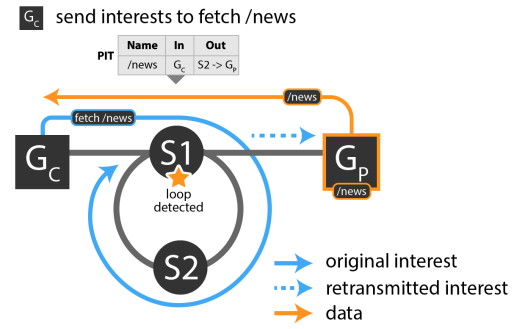 GC send interests to fetch /news
PIT
Name In Out
/news GC S2 -> GP
/news
fetch /news
GC
S1
GP
loop
detected
/news
S2
original interest
retransmitted interest
data